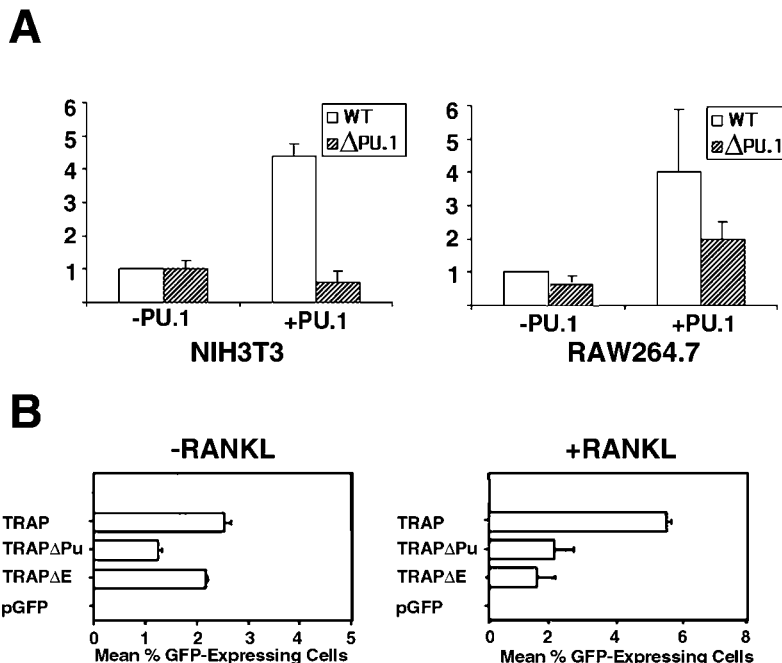 A
6
5
4
3
2
1
WT
ΔPU.1
-PU.1
+PU.1
NIH3T3
6
5
4
3
2
1
WT
ΔPU.1
-PU.1
+PU.1
RAW264.7
B
-RANKL
TRAP
TRAPΔPu
TRAPΔE
pGFP
0 1 2 3 4 5
Mean % GFP-Expressing Cells
+RANKL
TRAP
TRAPΔPu
TRAPΔE
pGFP
0 2 4 6 8
Mean % GFP-Expressing Cells